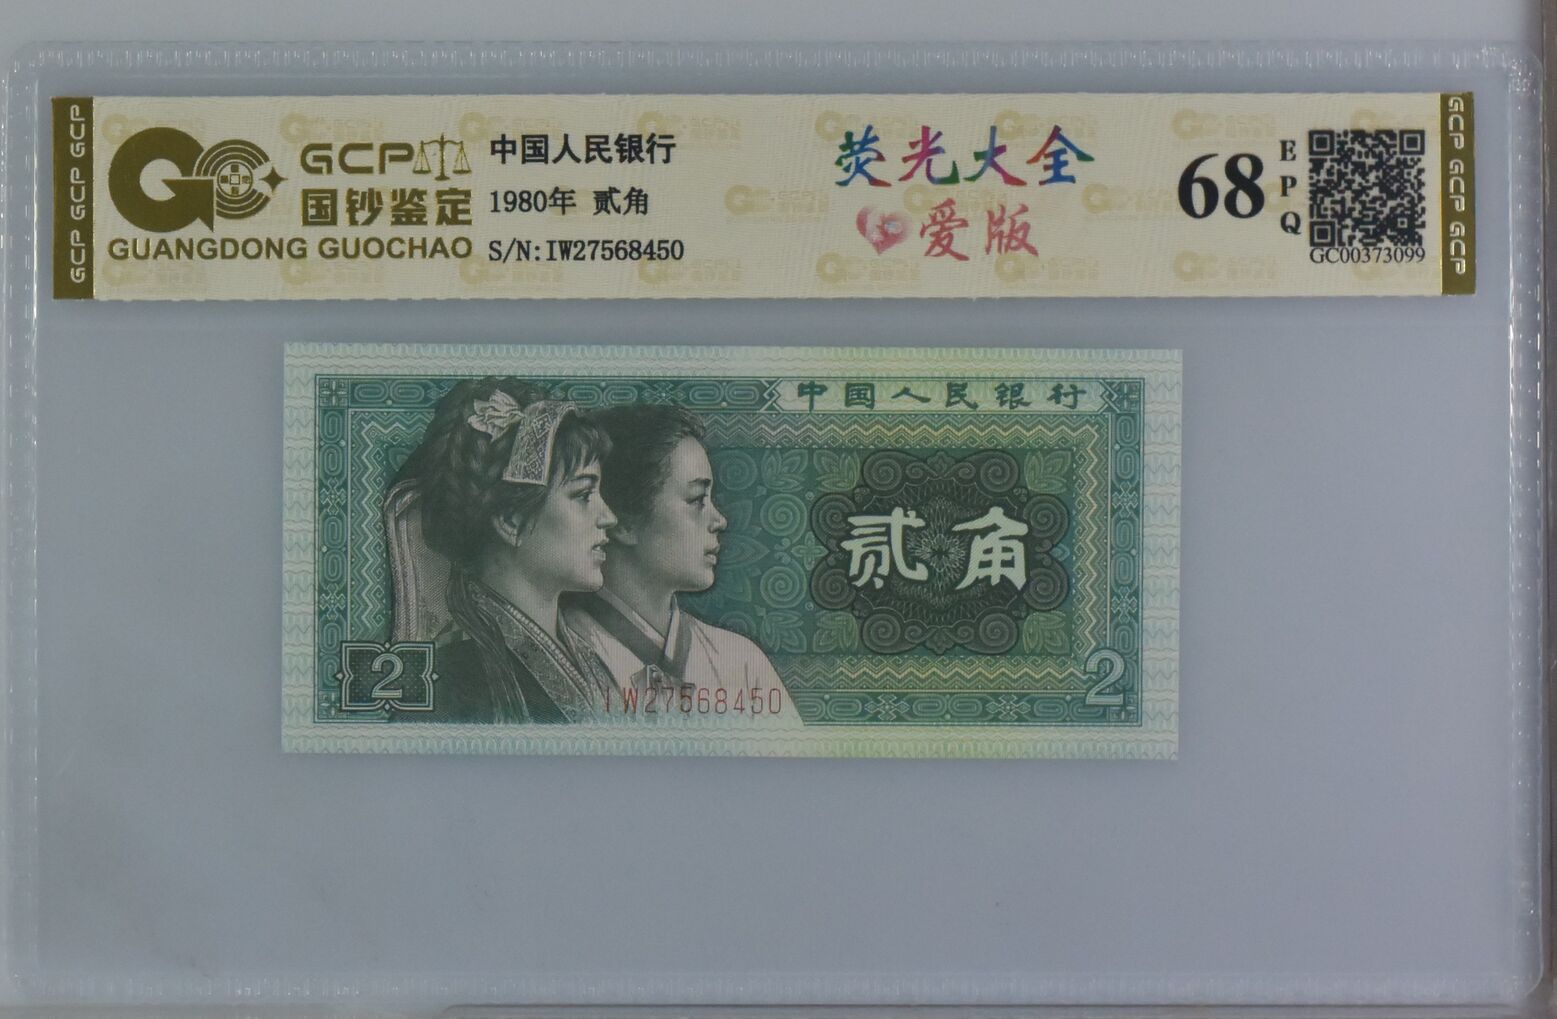 GCP
国钞鉴定
GUANGDONG GUOCHAO
中国人民银行
1980年 贰角
S/N:IW27568450
荧光大全
爱版
68
EPQ
GC00373099
GCP GCP GCP
GCP GCP GCP
中国人民银行
贰角
2
2
IW27568450